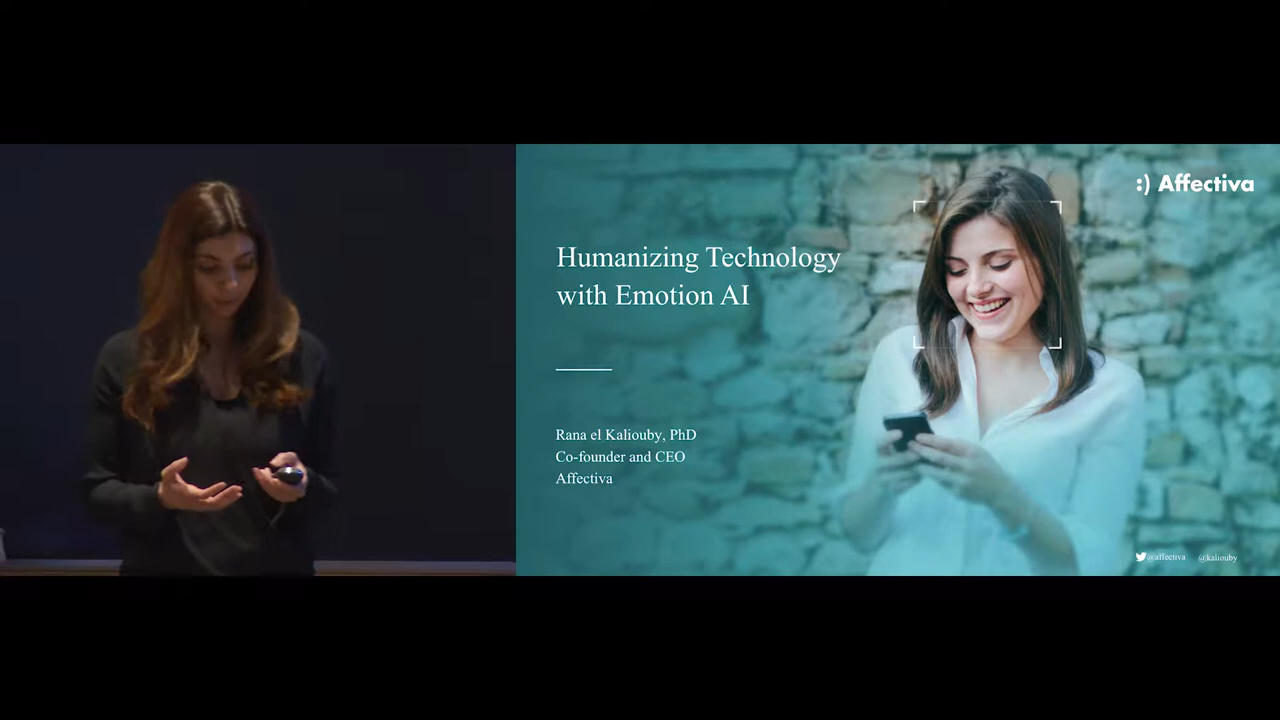 :) Affectiva
Humanizing Technology
with Emotion AI
Rana el Kaliouby, PhD
Co-founder and CEO
Affectiva
@affectiva @kaliouby